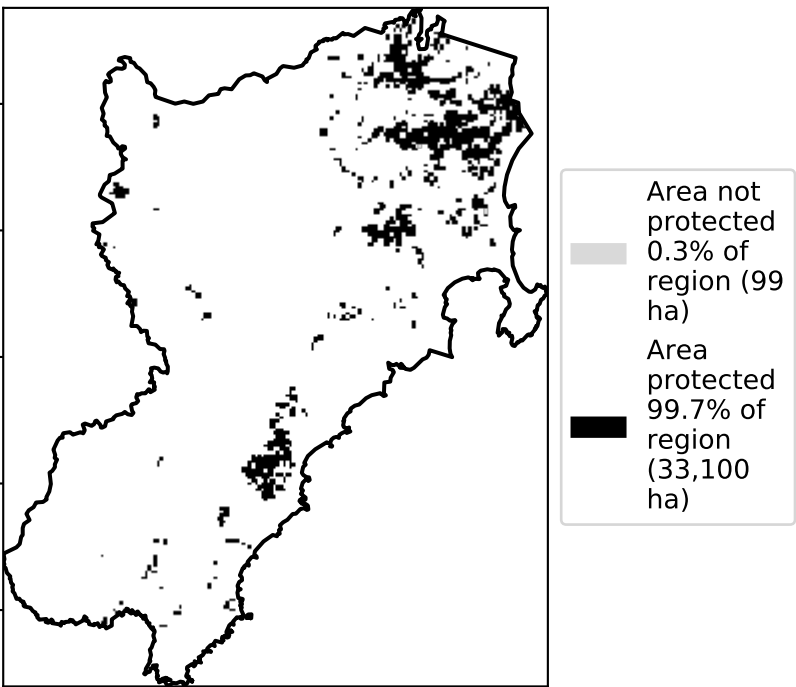 Area not
protected
0.3% of
region (99
ha)
Area
protected
99.7% of
region
(33,100
ha)